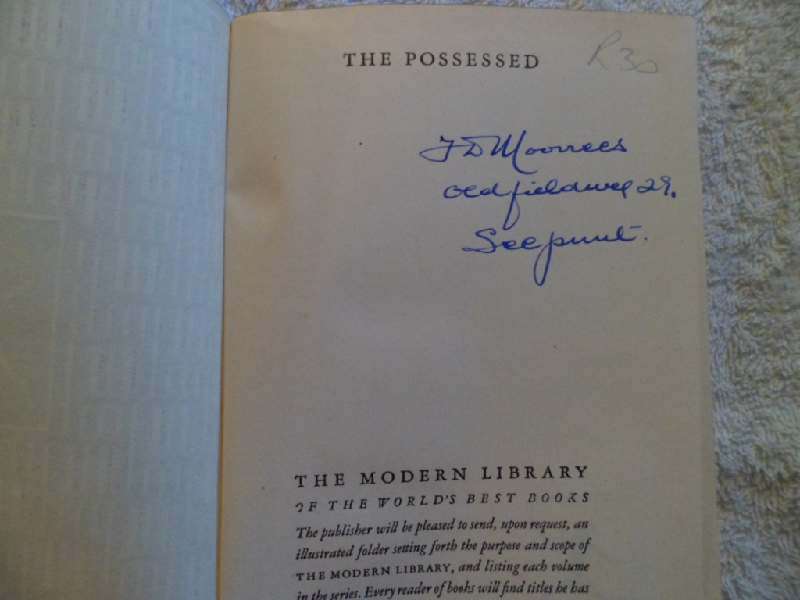 THE POSSESSED
R30
F D Moorrees
Oldfieldweg 29.
Seepunt.
THE MODERN LIBRARY
OF THE WORLD'S BEST BOOKS
The publisher will be pleased to send, upon request, an
illustrated folder setting forth the purpose and scope of
THE MODERN LIBRARY, and listing each volume
in the series. Every reader of books will find titles he has